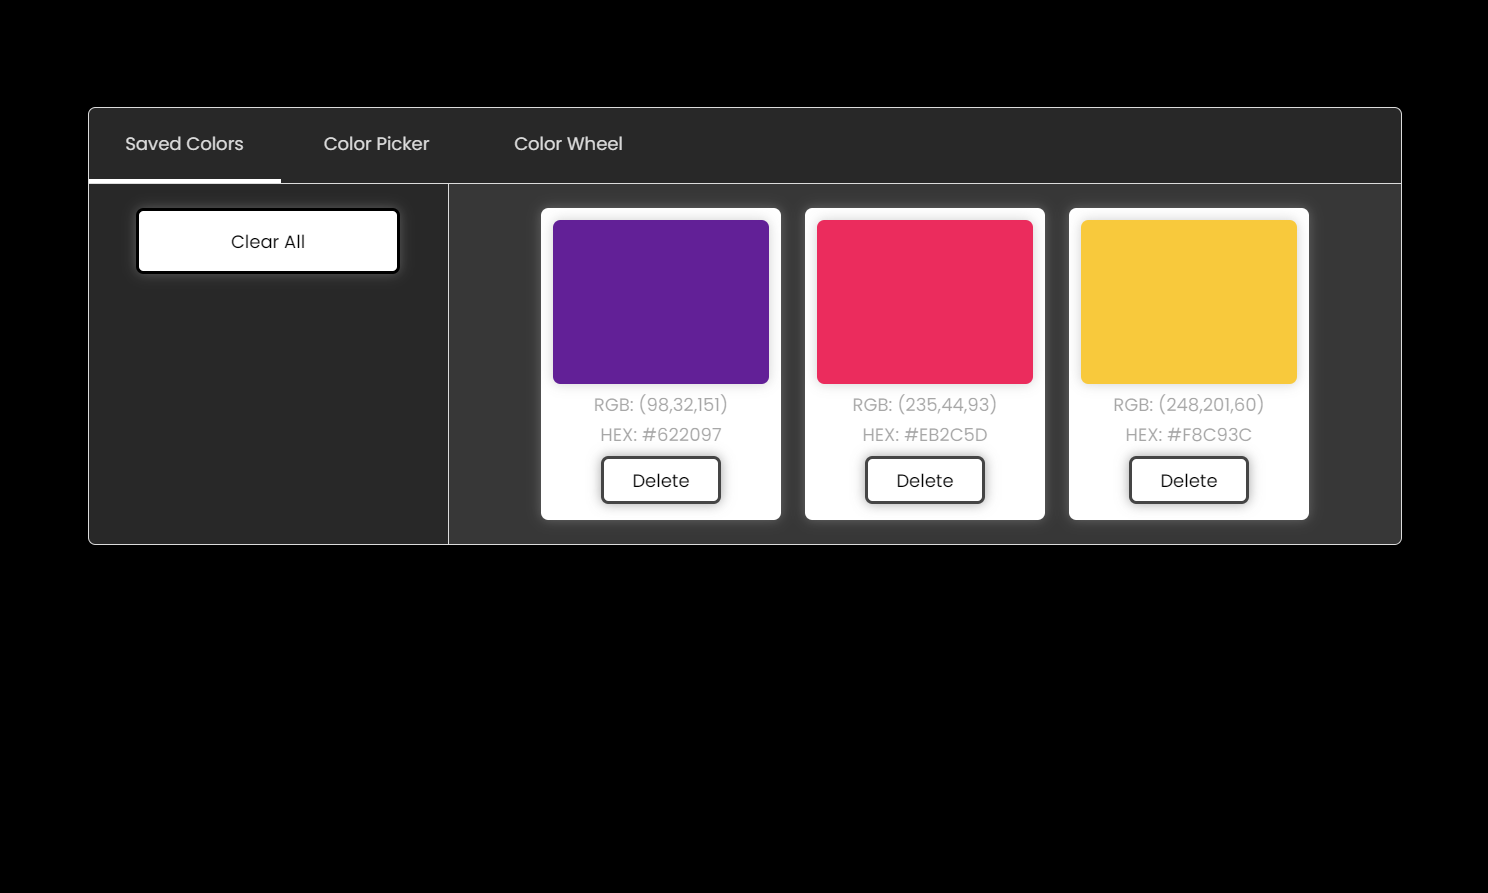 Saved Colors Color Picker Color Wheel
Clear All
RGB: (98,32,151)
HEX: #622097
Delete
RGB: (235,44,93)
HEX: #EB2C5D
Delete
RGB: (248,201,60)
HEX: #F8C93C
Delete